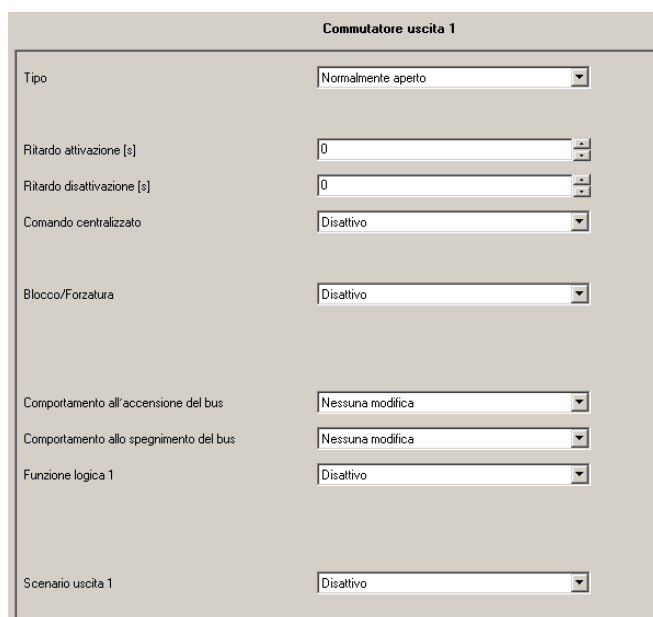 Commutatore uscita 1
Tipo Normalmente aperto
Ritardo attivazione [s] 0
Ritardo disattivazione [s] 0
Comando centralizzato Disattivo
Blocco/Forzatura Disattivo
Comportamento all'accensione del bus Nessuna modifica
Comportamento allo spegnimento del bus Nessuna modifica
Funzione logica 1 Disattivo
Scenario uscita 1 Disattivo